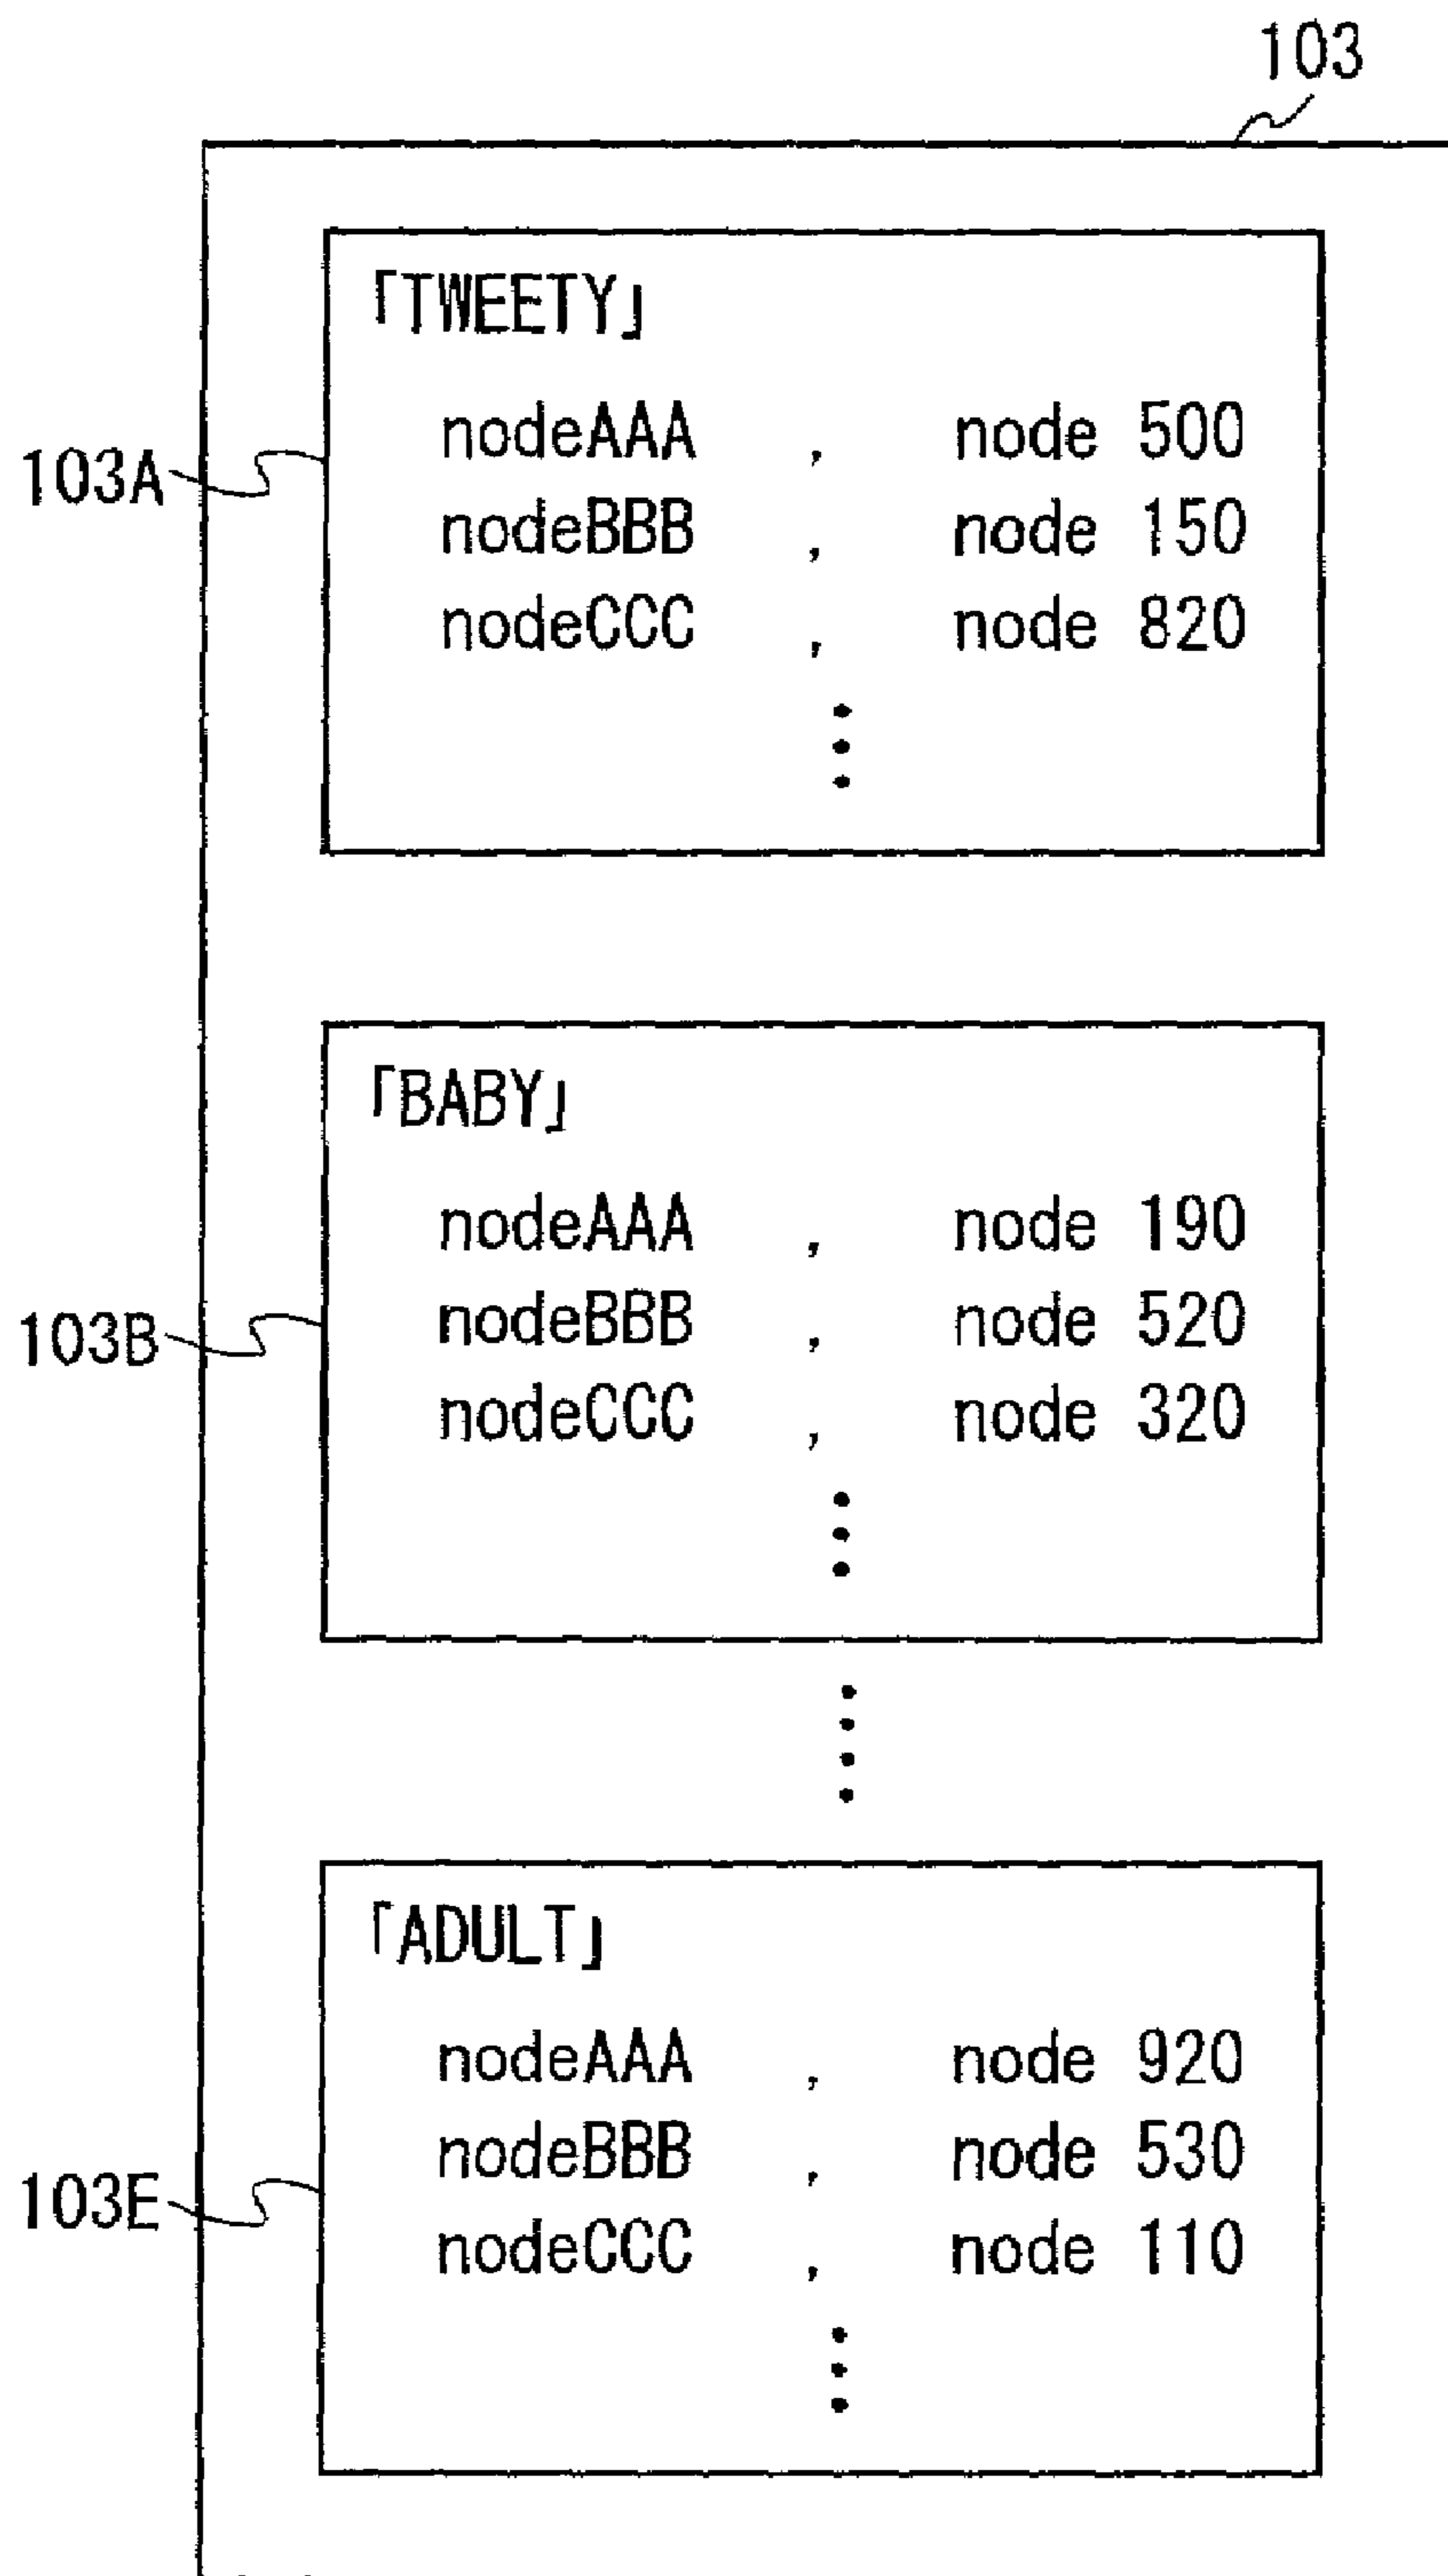 103
「TWEETY」
nodeAAA , node 500
103A
nodeBBB , node 150
nodeCCC , node 820
「BABY」
nodeAAA , node 190
103B
nodeBBB , node 520
nodeCCC , node 320
「ADULT」
nodeAAA , node 920
nodeBBB , node 530
103E
nodeCCC , node 110